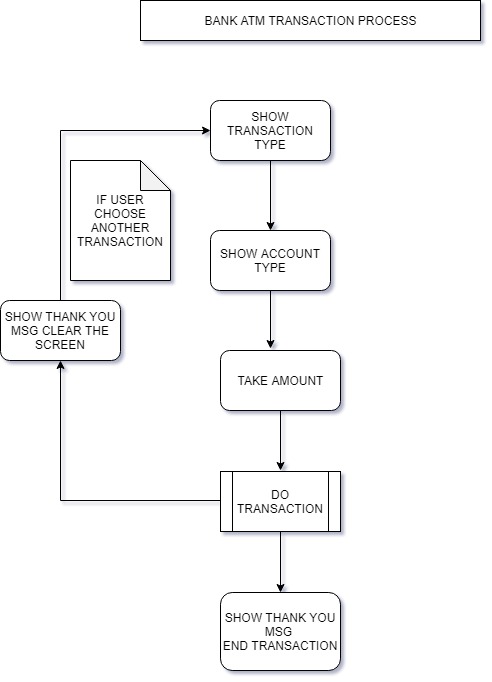 BANK ATM TRANSACTION PROCESS
SHOW
TRANSACTION
TYPE
IF USER
CHOOSE
ANOTHER
TRANSACTION
SHOW ACCOUNT
TYPE
SHOW THANK YOU
MSG CLEAR THE
SCREEN
TAKE AMOUNT
DO
TRANSACTION
SHOW THANK YOU
MSG
END TRANSACTION